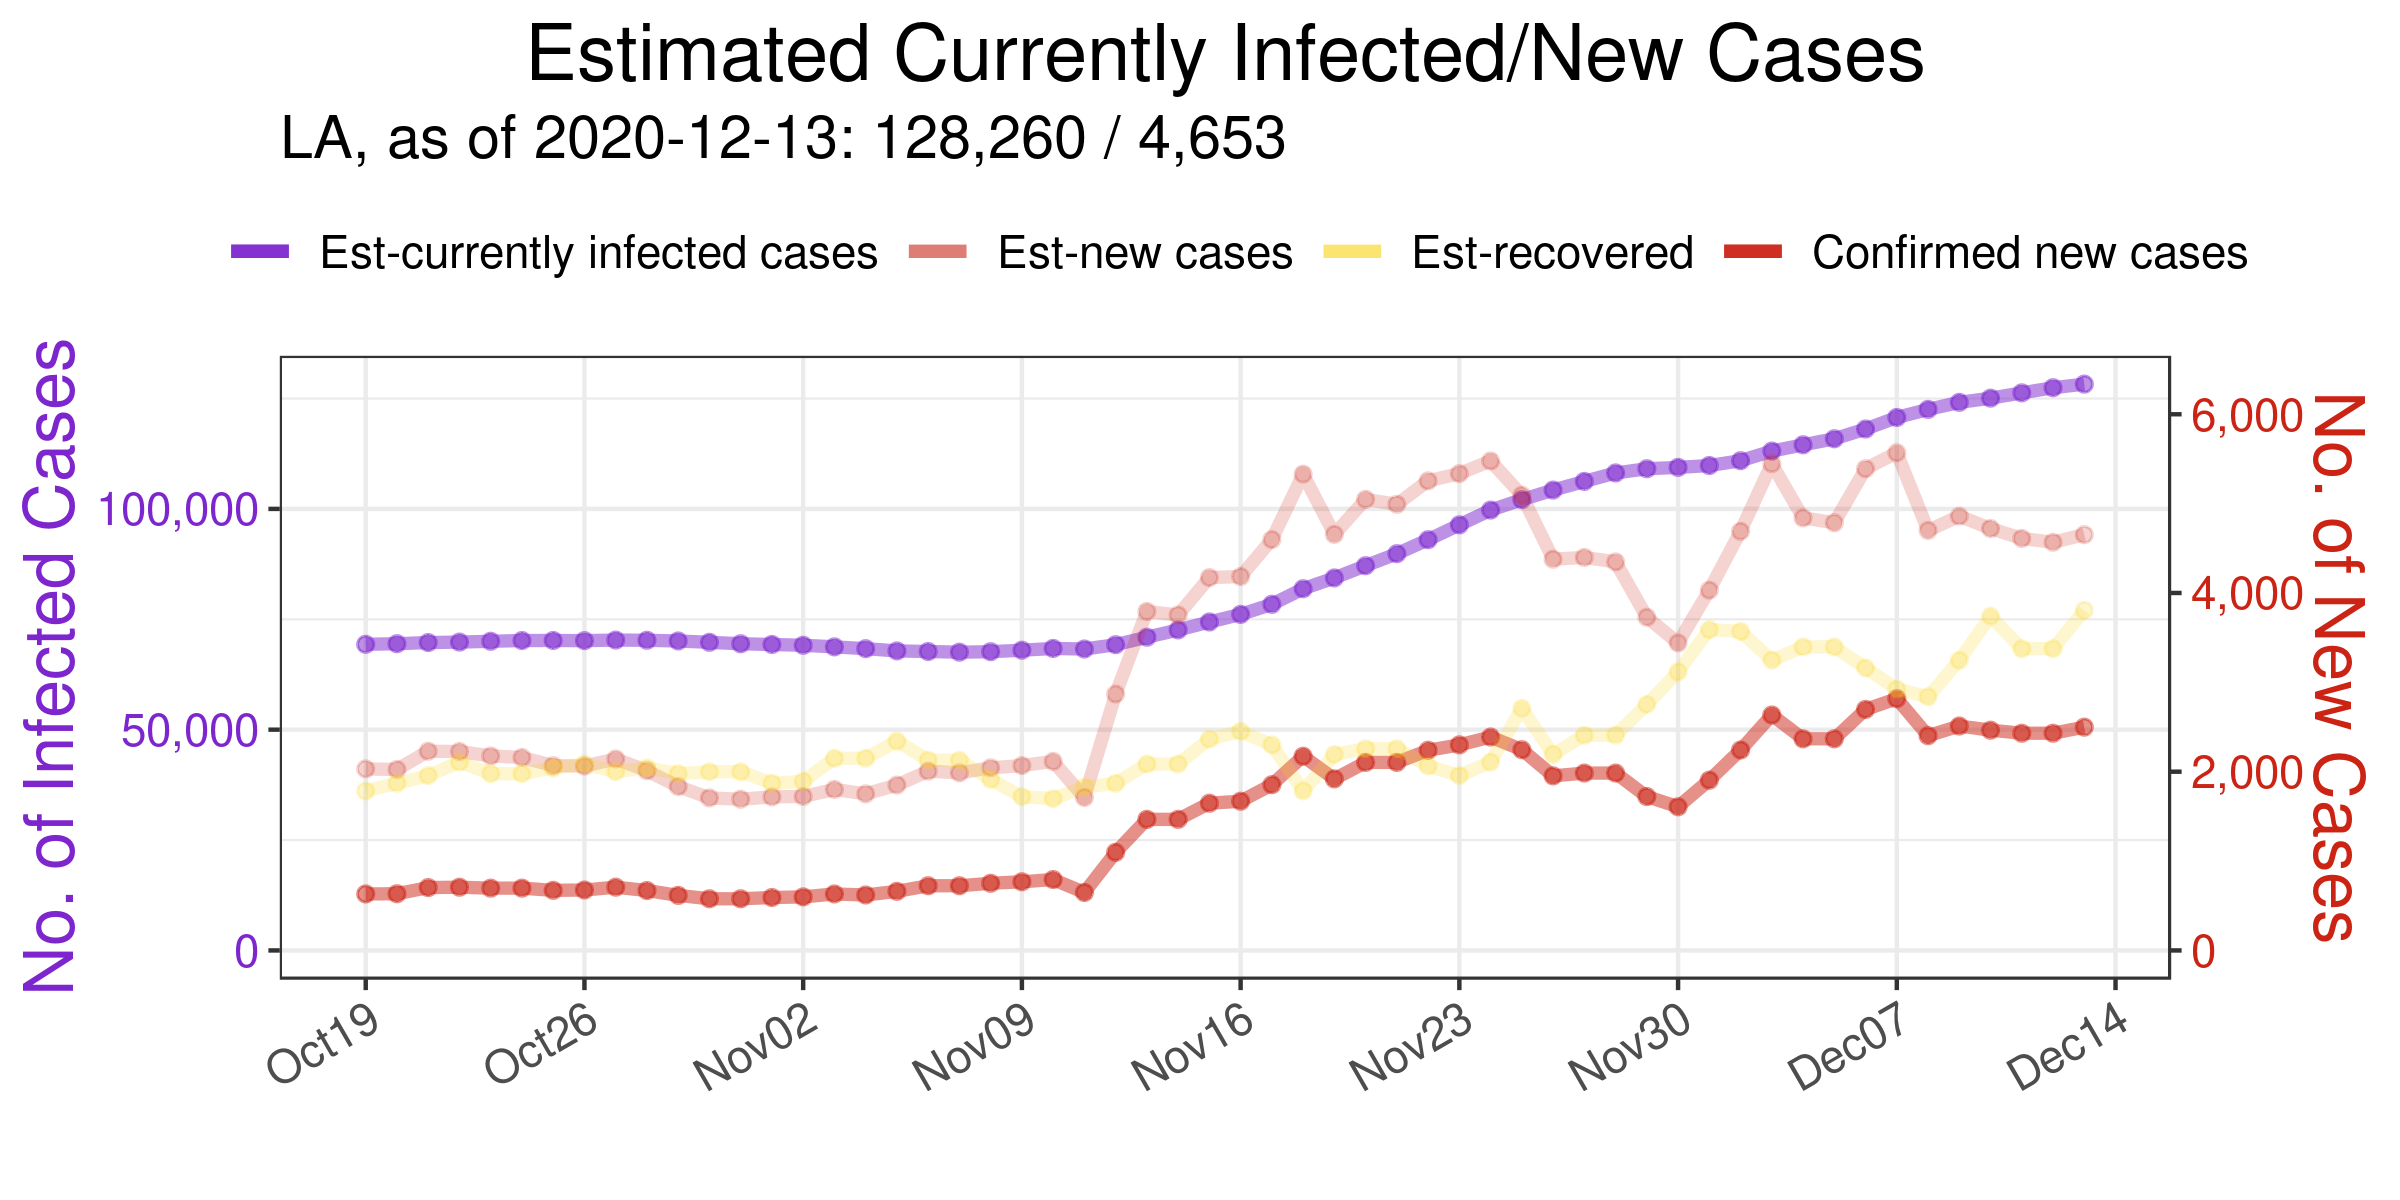 Estimated Currently Infected/New Cases
LA, as of 2020-12-13: 128,260 / 4,653
Est-currently infected cases Est-new cases Est-recovered Confirmed new cases
No. of Infected Cases
100,000
50,000
0
6,000
4,000
2,000
0
No. of New Cases
Oct19 Oct26 Nov02 Nov09 Nov16 Nov23 Nov30 Dec07 Dec14